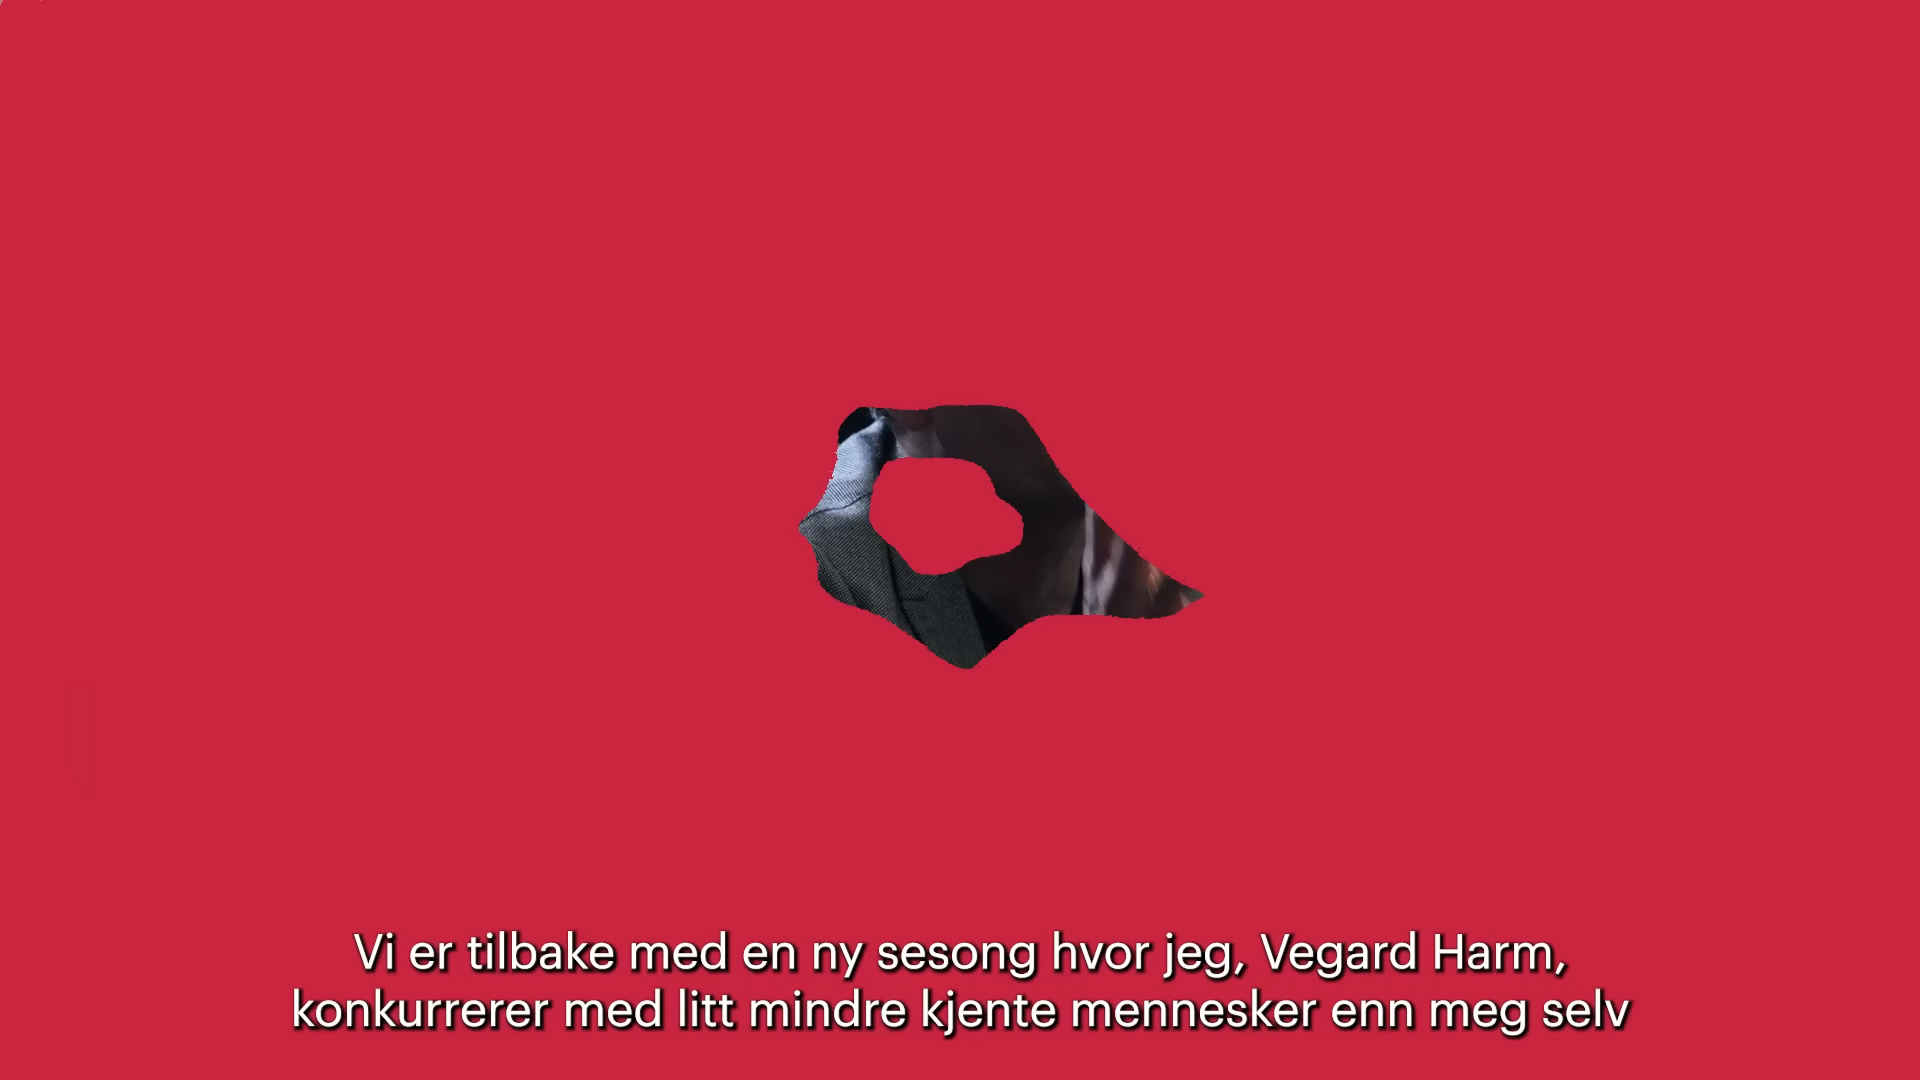 Vi er tilbake med en ny sesong hvor jeg, Vegard Harm,
konkurrerer med litt mindre kjente mennesker enn meg selv